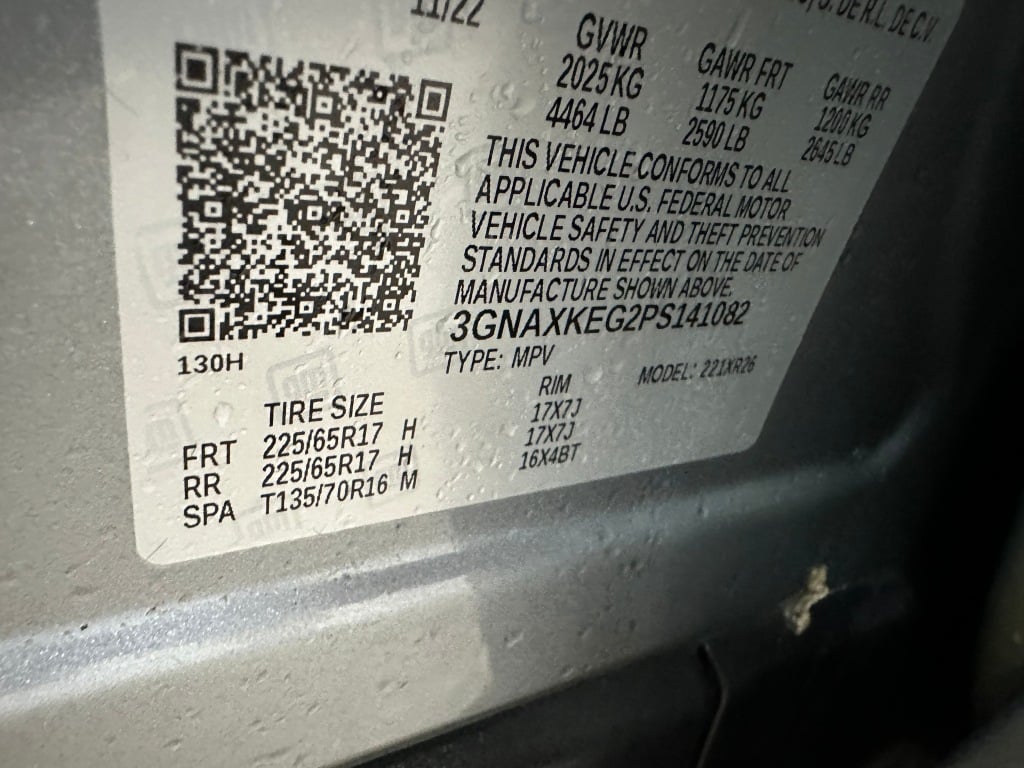 11/22
S. DE R.L. DE C.V.
GVWR GAWR FRT GAWR RR
2025 KG 1175 KG 1200 KG
4464 LB 2590 LB 2645 LB
THIS VEHICLE CONFORMS TO ALL
APPLICABLE U.S. FEDERAL MOTOR
VEHICLE SAFETY AND THEFT PREVENTION
STANDARDS IN EFFECT ON THE DATE OF
MANUFACTURE SHOWN ABOVE.
3GNAXKEG2PS141082
130H
TYPE: MPV MODEL: 221XR26
TIRE SIZE RIM
FRT 225/65R17 H 17X7J
RR 225/65R17 H 17X7J
SPA T135/70R16 M 16X4BT